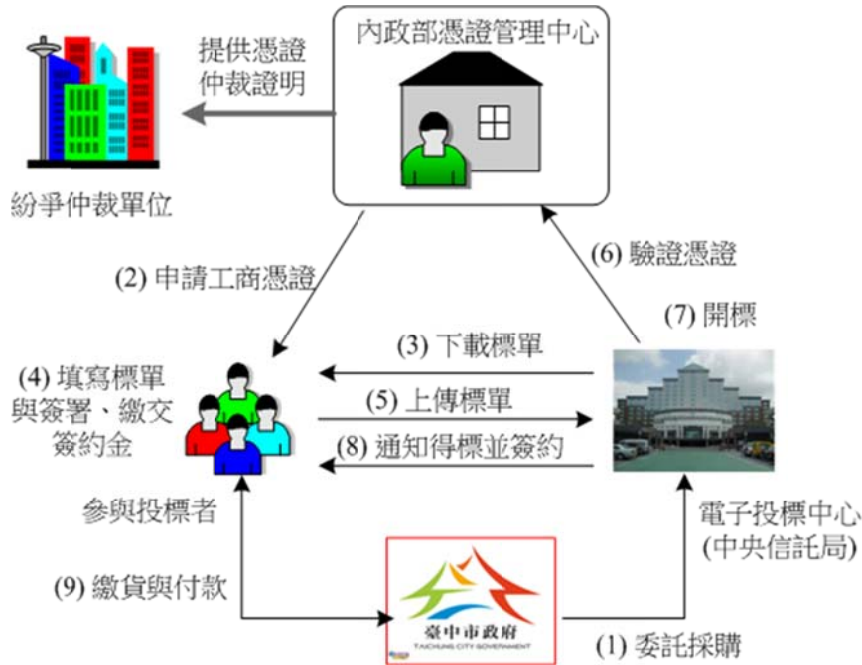 內政部憑證管理中心
提供憑證
仲裁證明
紛爭仲裁單位
(2) 申請工商憑證
(6) 驗證憑證
(7) 開標
(3) 下載標單
(4) 填寫標單
與簽署、繳交
簽約金
(5) 上傳標單
(8) 通知得標並簽約
參與投標者
電子投標中心
(中央信託局)
(9) 繳貨與付款
臺中市政府
TAICHUNG CITY GOVERNMENT
(1) 委託採購